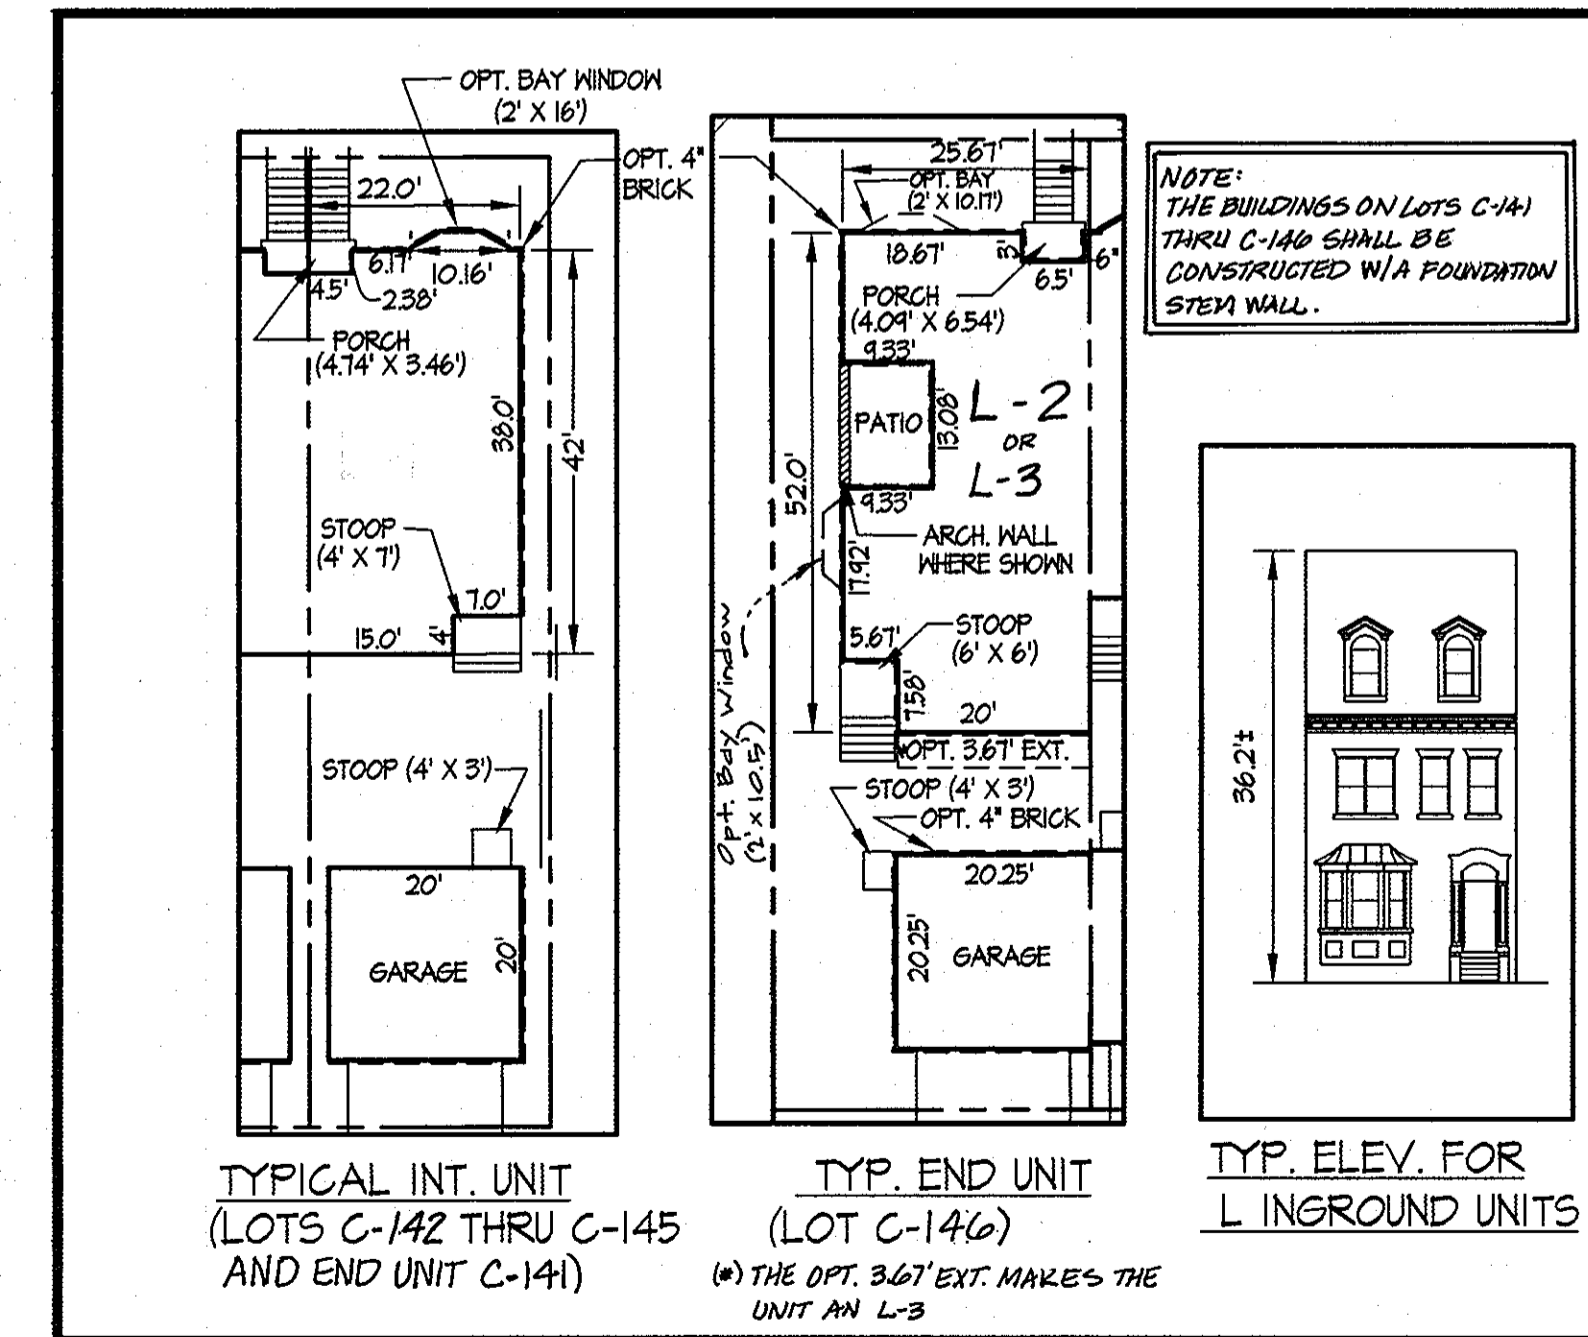 OPT. BAY WINDOW
(2' X 16')
OPT. 4"
BRICK
22.0'
6.17'
10.16'
4.5'
2.38'
PORCH
(4.74' X 3.46')
38.0'
42'
STOOP
(4' X 7')
7.0'
15.0'
4'
STOOP (4' X 3')
20'
20'
GARAGE
TYPICAL INT. UNIT
(LOTS C-142 THRU C-145
AND END UNIT C-141)
25.67'
OPT. BAY
(2' X 10.17')
18.67'
3'
6.5'
6"
PORCH
(4.09' X 6.54')
9.33'
PATIO
13.08'
L-2
OR
L-3
52.0'
9.33'
ARCH. WALL
WHERE SHOWN
17.92'
Opt. Bay Window
(2' x 10.5')
5.67'
STOOP
(6' X 6')
7.58'
20'
*OPT. 3.67' EXT.
STOOP (4' X 3')
OPT. 4" BRICK
20.25'
20.25'
GARAGE
TYP. END UNIT
(LOT C-146)
(*) THE OPT. 3.67' EXT. MAKES THE
UNIT AN L-3
NOTE:
THE BUILDINGS ON LOTS C-141
THRU C-146 SHALL BE
CONSTRUCTED W/A FOUNDATION
STEM WALL.
36.2'±
TYP. ELEV. FOR
L INGROUND UNITS